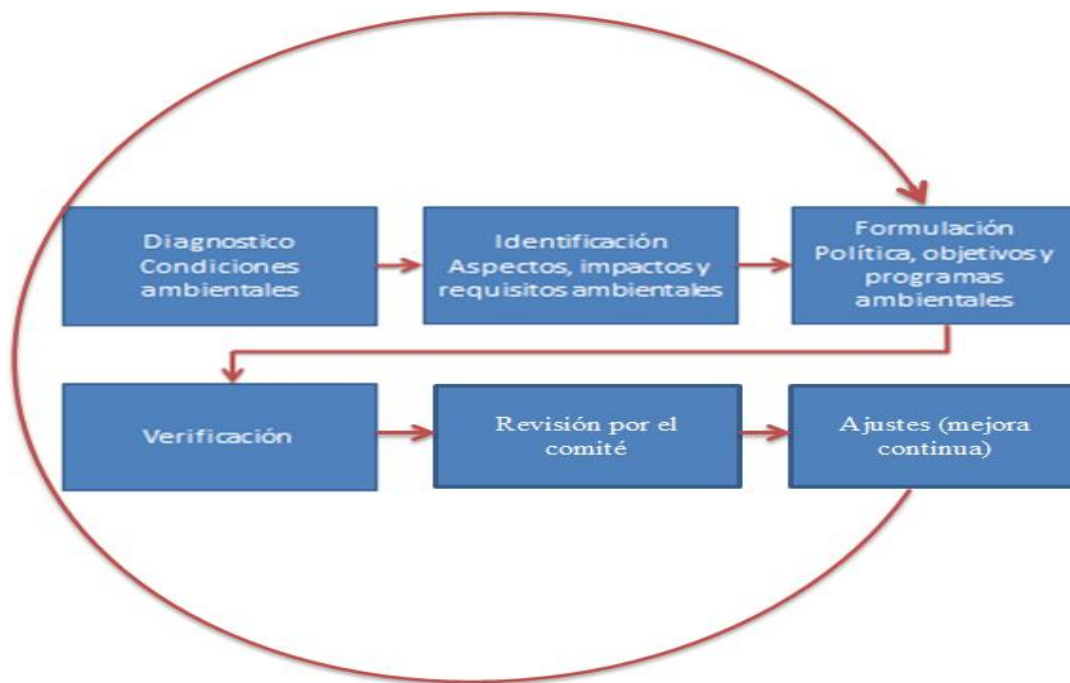 Diagnostico
Condiciones
ambientales
Identificación
Aspectos, impactos y
requisitos ambientales
Formulación
Política, objetivos y
programas
ambientales
Verificación
Revisión por el
comité
Ajustes (mejora
continua)